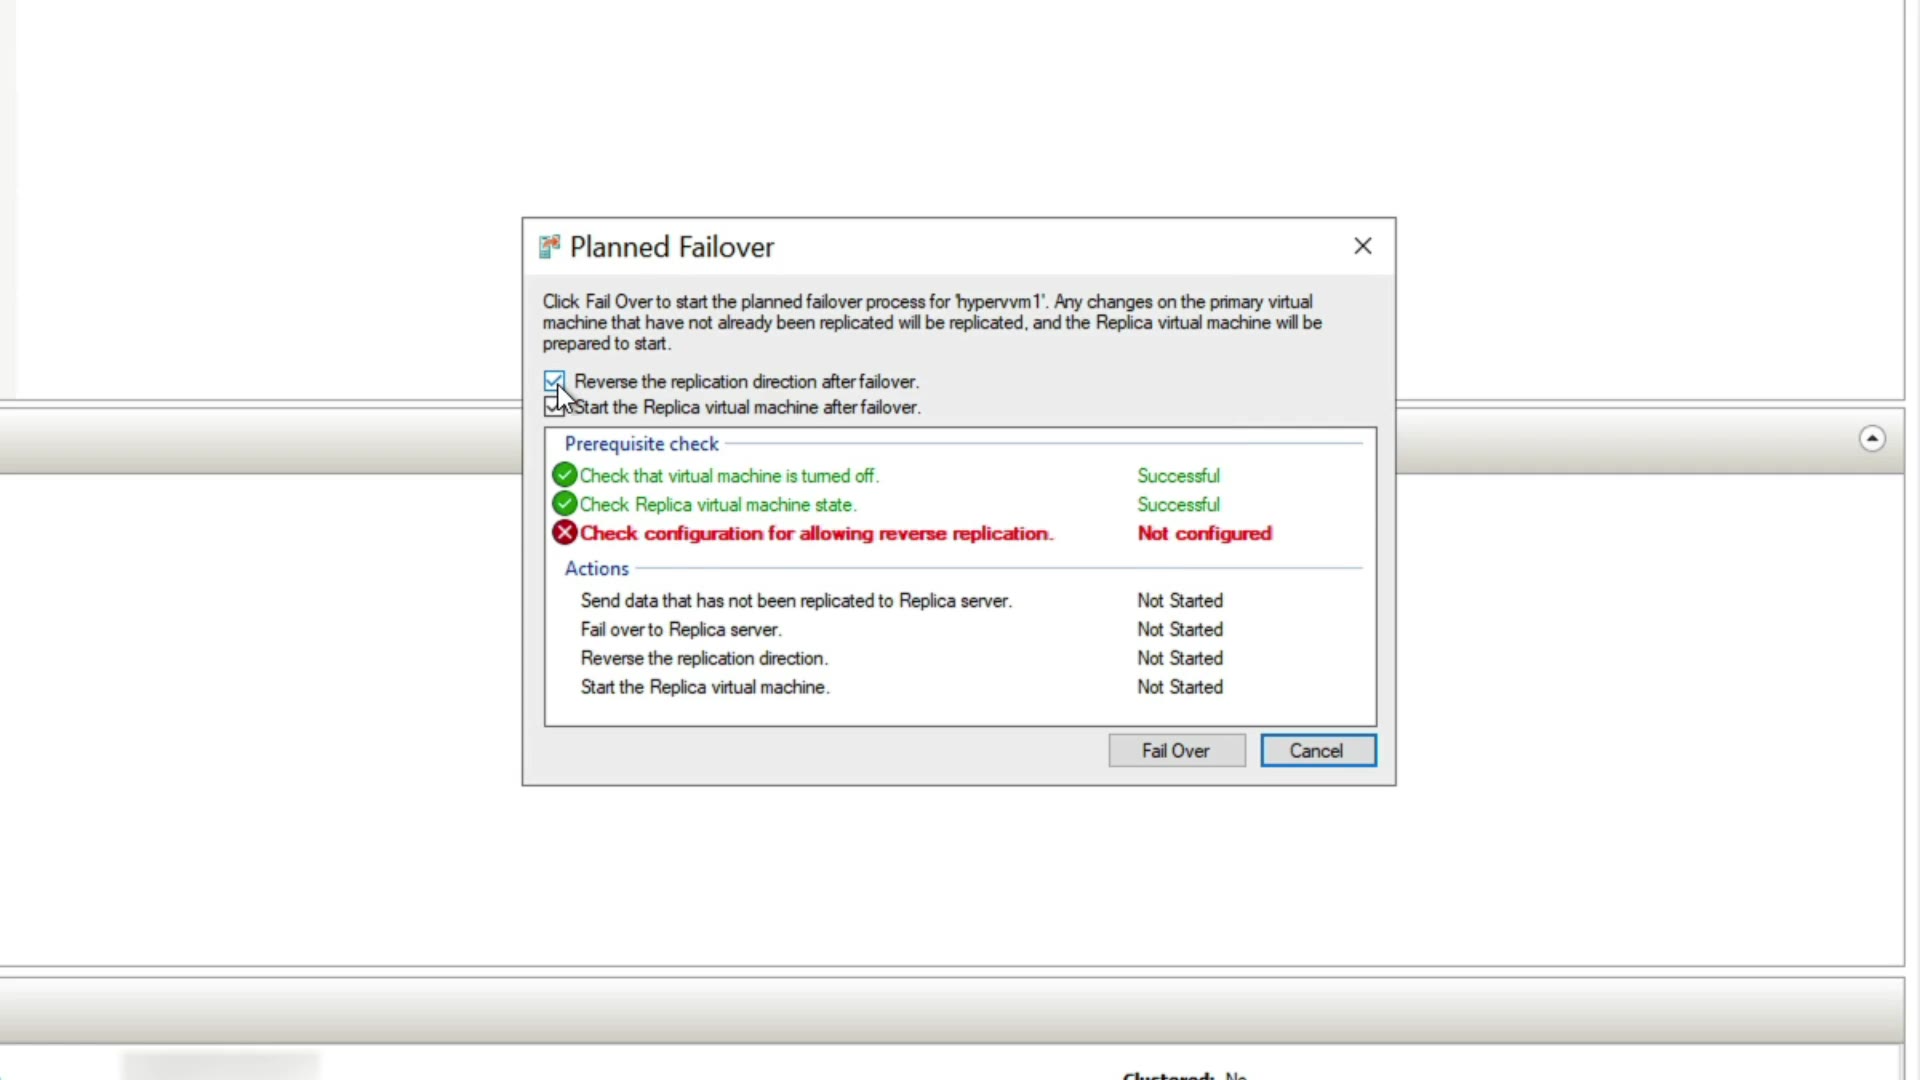 Planned Failover
Click Fail Over to start the planned failover process for 'hypervvm1'. Any changes on the primary virtual
machine that have not already been replicated will be replicated, and the Replica virtual machine will be
prepared to start.
Reverse the replication direction after failover.
Start the Replica virtual machine after failover.
Prerequisite check
Check that virtual machine is turned off. Successful
Check Replica virtual machine state. Successful
Check configuration for allowing reverse replication. Not configured
Actions
Send data that has not been replicated to Replica server. Not Started
Fail over to Replica server. Not Started
Reverse the replication direction. Not Started
Start the Replica virtual machine. Not Started
Fail Over Cancel
Clustered: No